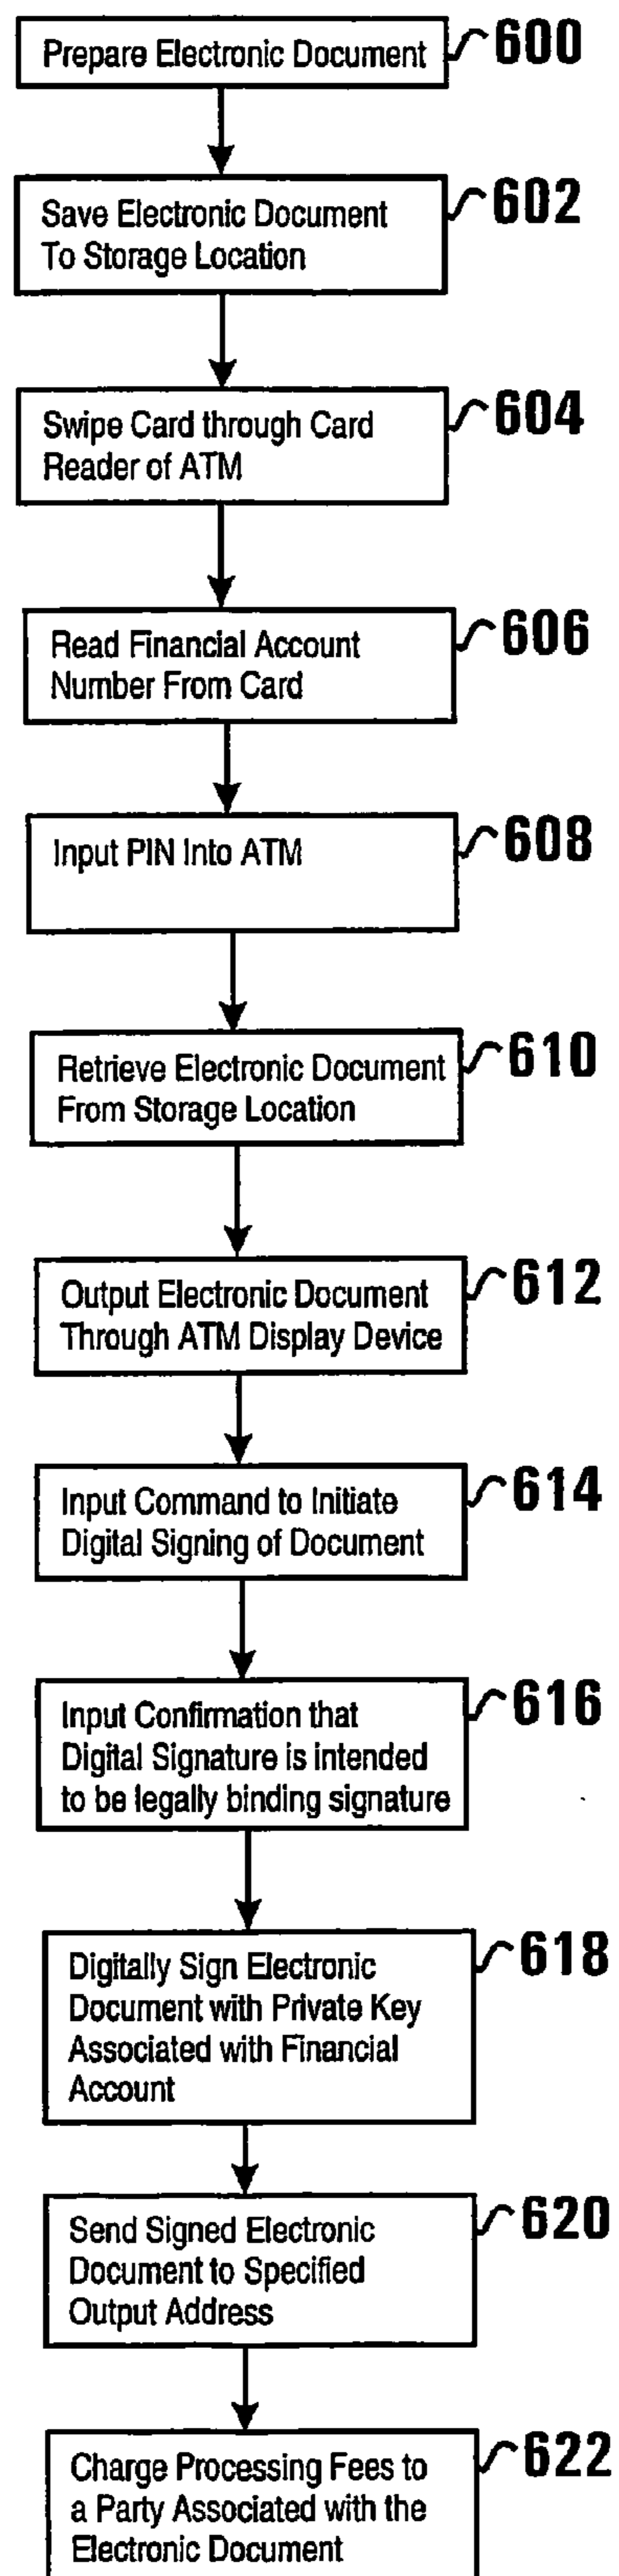 Prepare Electronic Document
600
Save Electronic Document
To Storage Location
602
Swipe Card through Card
Reader of ATM
604
Read Financial Account
Number From Card
606
Input PIN Into ATM
608
Retrieve Electronic Document
From Storage Location
610
Output Electronic Document
Through ATM Display Device
612
Input Command to Initiate
Digital Signing of Document
614
Input Confirmation that
Digital Signature is intended
to be legally binding signature
616
Digitally Sign Electronic
Document with Private Key
Associated with Financial
Account
618
Send Signed Electronic
Document to Specified
Output Address
620
Charge Processing Fees to
a Party Associated with the
Electronic Document
622